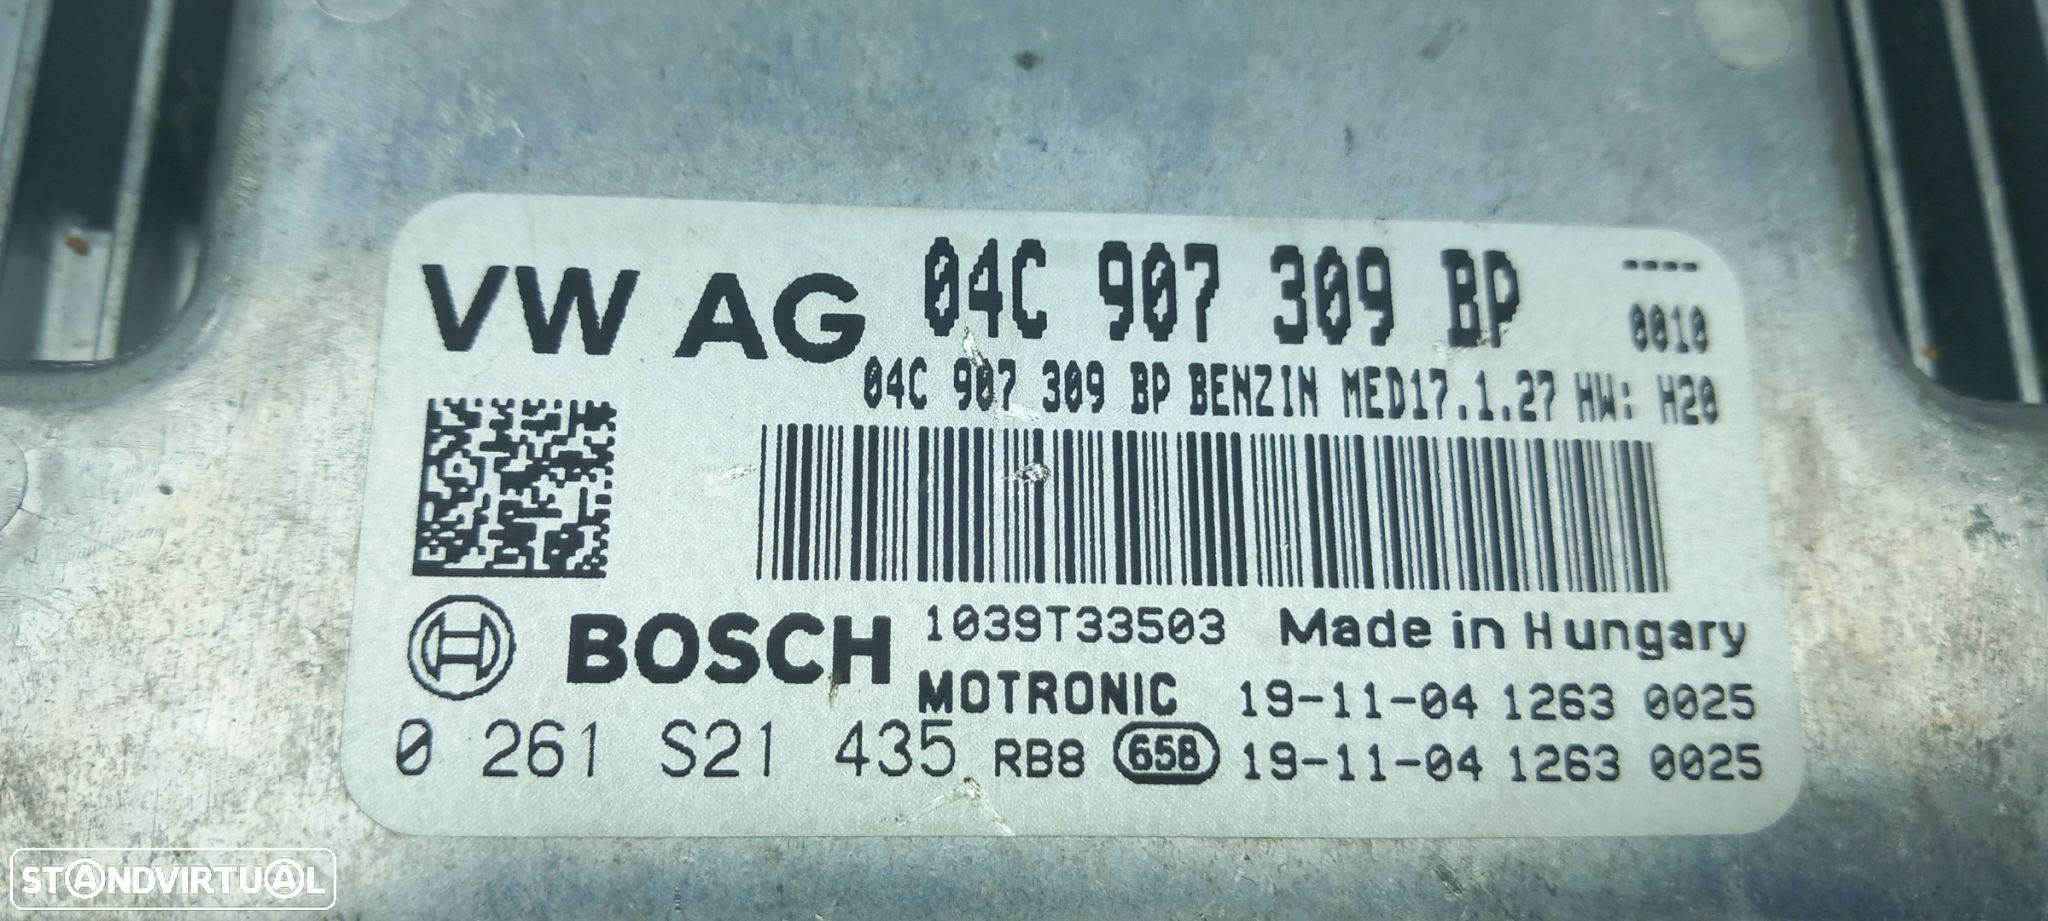 VW AG 04C 907 309 BP ----
0010
04C 907 309 BP BENZIN MED17.1.27 HW: H20
BOSCH 1039T33503 Made in Hungary
MOTRONIC 19-11-04 1263 0025
0 261 S21 435 RB8 658 19-11-04 1263 0025
STANDVIRTUAL